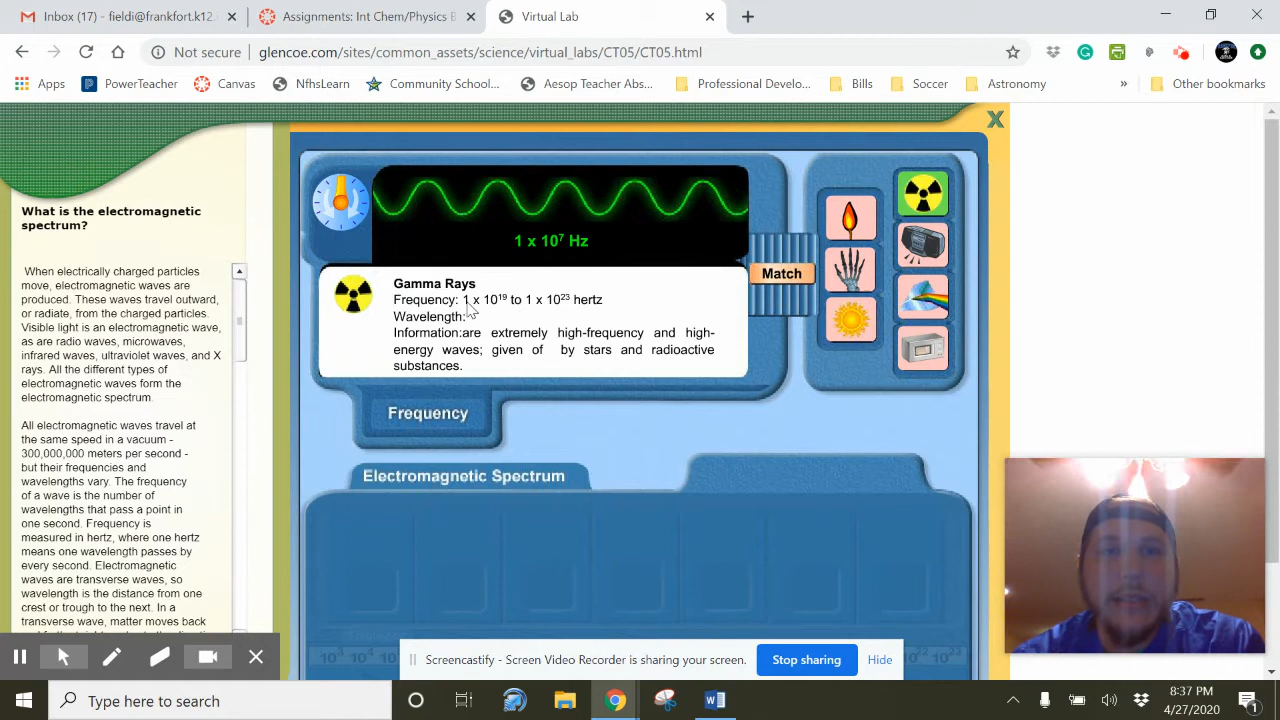 Inbox (17) - fieldi@frankfort.k12.
Assignments: Int Chem/Physics B
Virtual Lab
Not secure
glencoe.com/sites/common_assets/science/virtual_labs/CT05/CT05.html
Apps
PowerTeacher
Canvas
NfhsLearn
Community School...
Aesop Teacher Abs...
Professional Develo...
Bills
Soccer
Astronomy
»
Other bookmarks
X
What is the electromagnetic
spectrum?
When electrically charged particles
move, electromagnetic waves are
produced. These waves travel outward,
or radiate, from the charged particles.
Visible light is an electromagnetic wave,
as are radio waves, microwaves,
infrared waves, ultraviolet waves, and X
rays. All the different types of
electromagnetic waves form the
electromagnetic spectrum.
All electromagnetic waves travel at
the same speed in a vacuum -
300,000,000 meters per second -
but their frequencies and
wavelengths vary. The frequency
of a wave is the number of
wavelengths that pass a point in
one second. Frequency is
measured in hertz, where one hertz
means one wavelength passes by
every second. Electromagnetic
waves are transverse waves, so
wavelength is the distance from one
crest or trough to the next. In a
transverse wave, matter moves back
1 x 10⁷ Hz
Gamma Rays
Frequency: 1 x 10¹⁹ to 1 x 10²³ hertz
Wavelength:
Information:are extremely high-frequency and high-
energy waves; given of by stars and radioactive
substances.
Match
Frequency
Electromagnetic Spectrum
Screencastify - Screen Video Recorder is sharing your screen.
Stop sharing
Hide
Type here to search
8:37 PM
4/27/2020
1